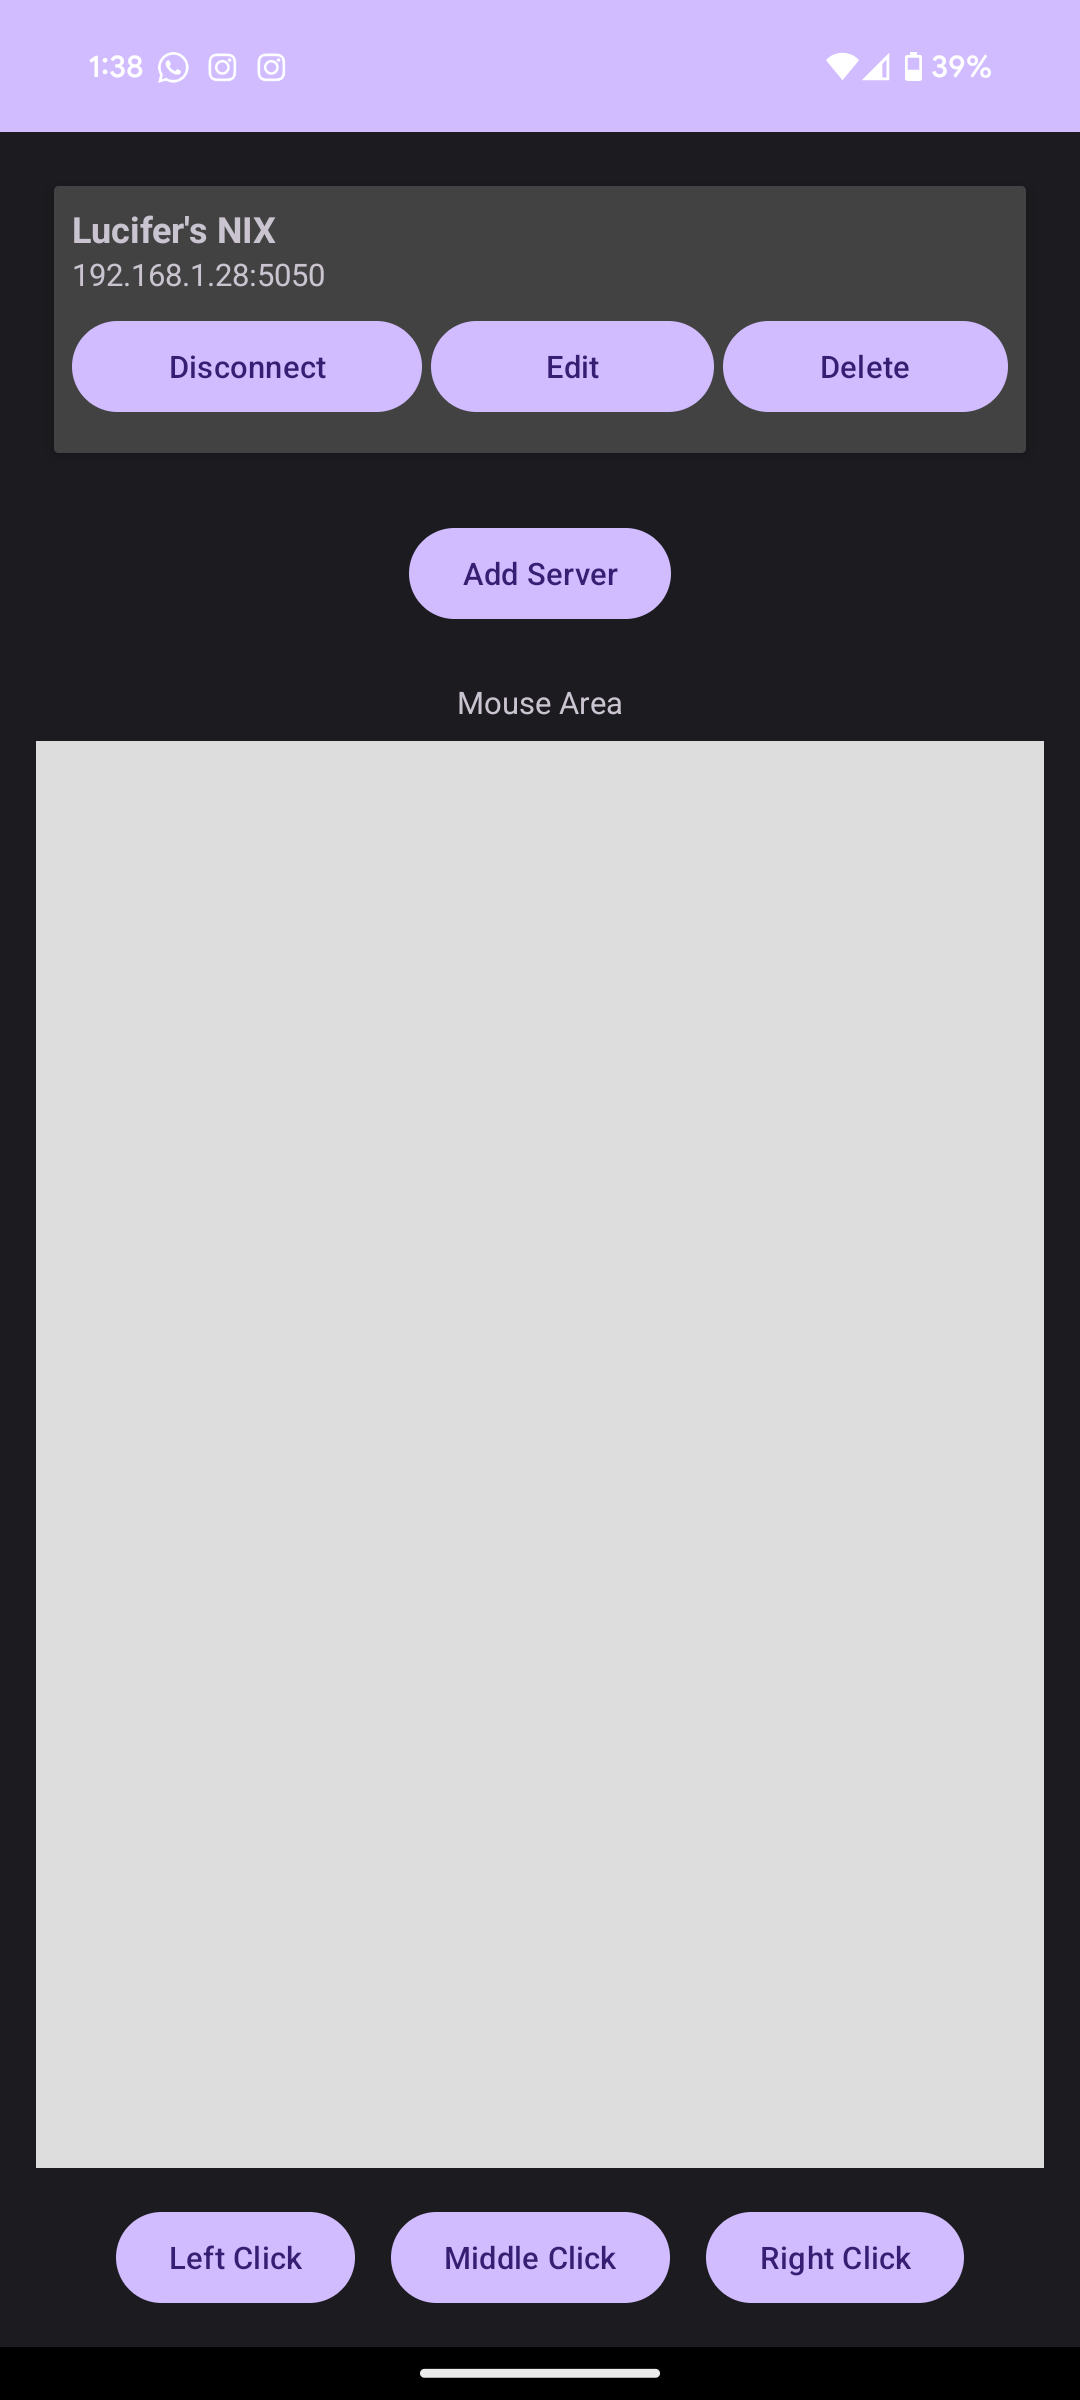 1:38 39%
Lucifer's NIX
192.168.1.28:5050
Disconnect Edit Delete
Add Server
Mouse Area
Left Click Middle Click Right Click